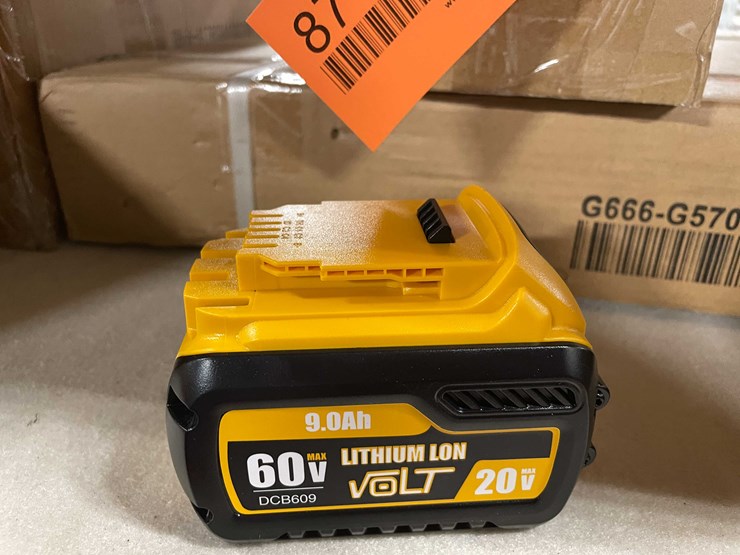 87
G666-G570
9.0Ah
60V MAX
LITHIUM LON
DCB609
VOLT
20V MAX